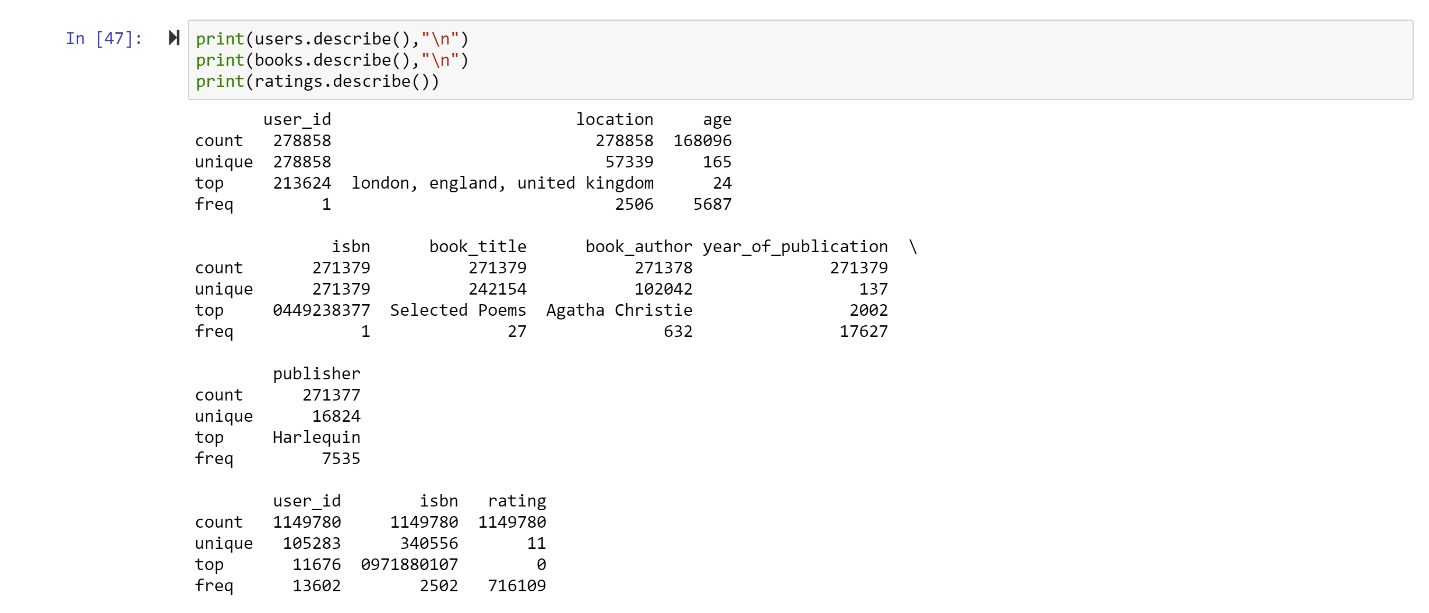 In [47]:
print(users.describe(),"\n")
print(books.describe(),"\n")
print(ratings.describe())
       user_id                         location     age
count   278858                           278858  168096
unique  278858                            57339     165
top     213624  london, england, united kingdom      24
freq         1                             2506    5687
              isbn      book_title      book_author year_of_publication  \
count       271379          271379           271378              271379
unique      271379          242154           102042                 137
top     0449238377  Selected Poems  Agatha Christie                2002
freq             1              27              632               17627
        publisher
count      271377
unique      16824
top     Harlequin
freq         7535
        user_id        isbn   rating
count   1149780     1149780  1149780
unique   105283      340556       11
top       11676  0971880107        0
freq      13602        2502   716109